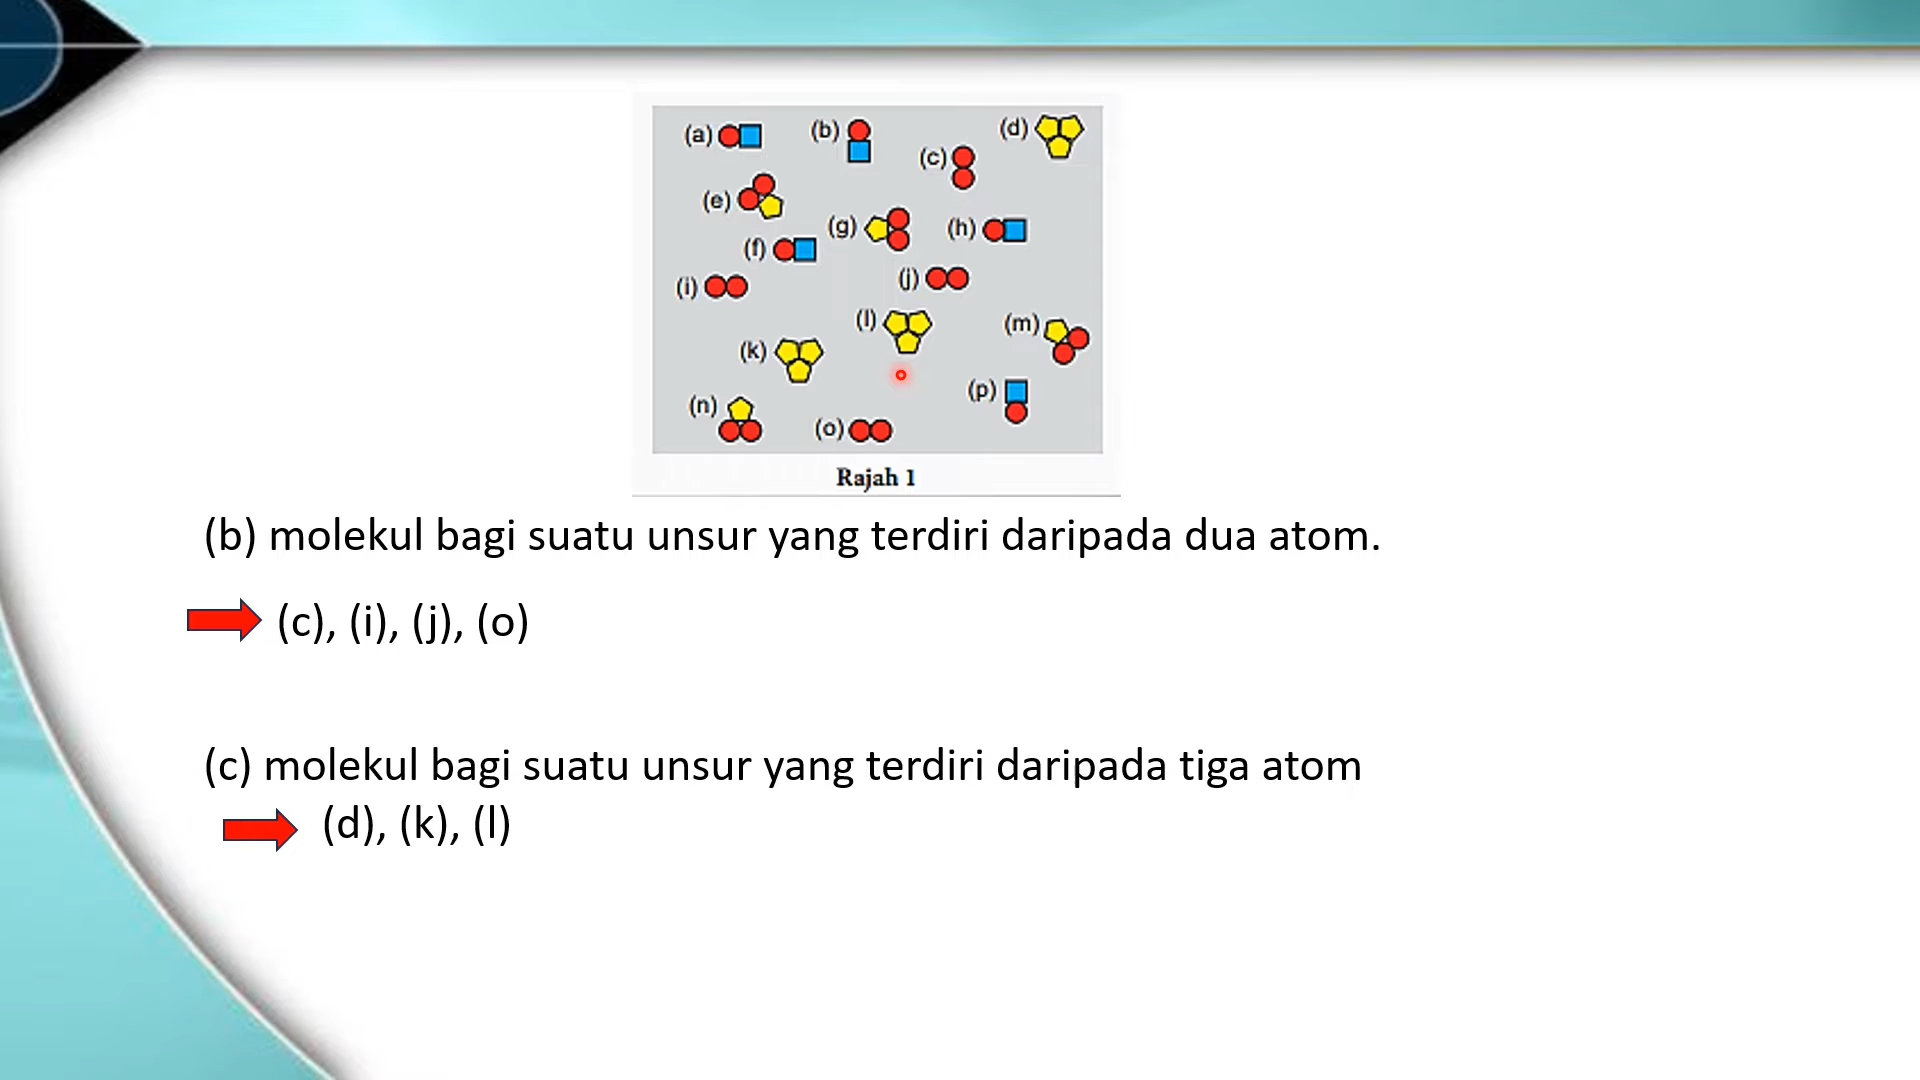 (a) (b) (d)
(c)
(e)
(g) (h)
(f)
(i) (j)
(l) (m)
(k)
(p)
(n) (o)
Rajah 1
(b) molekul bagi suatu unsur yang terdiri daripada dua atom.
(c), (i), (j), (o)
(c) molekul bagi suatu unsur yang terdiri daripada tiga atom
(d), (k), (l)